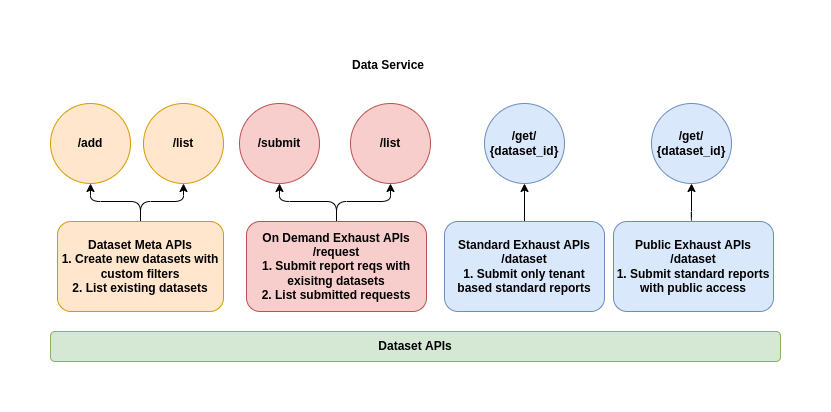 Data Service
/add
/list
/submit
/list
/get/
{dataset_id}
/get/
{dataset_id}
Dataset Meta APIs
1. Create new datasets with
custom filters
2. List existing datasets
On Demand Exhaust APIs
/request
1. Submit report reqs with
exisitng datasets
2. List submitted requests
Standard Exhaust APIs
/dataset
1. Submit only tenant
based standard reports
Public Exhaust APIs
/dataset
1. Submit standard reports
with public access
Dataset APIs